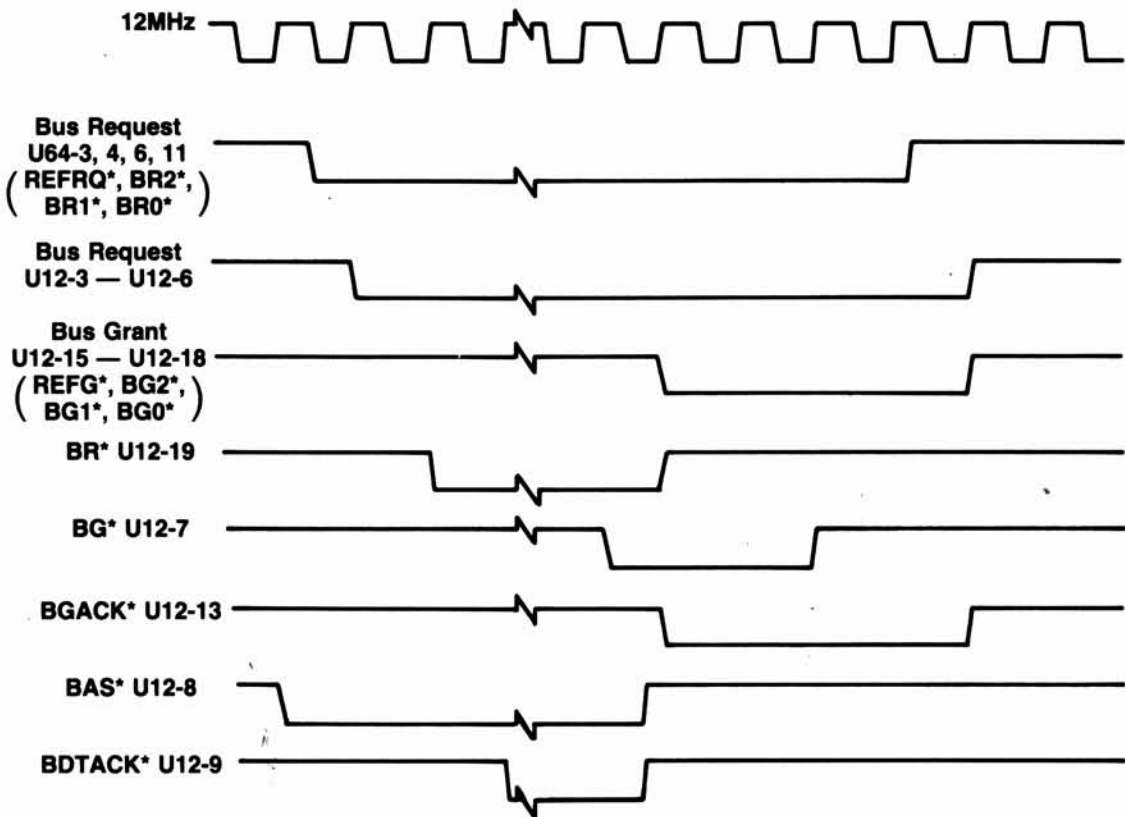 12MHz
Bus Request
U64-3, 4, 6, 11
(REFRQ*, BR2*,
BR1*, BR0*)
Bus Request
U12-3 — U12-6
Bus Grant
U12-15 — U12-18
(REFG*, BG2*,
BG1*, BG0*)
BR* U12-19
BG* U12-7
BGACK* U12-13
BAS* U12-8
BDTACK* U12-9